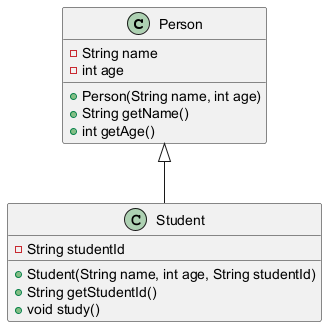 C Person
String name
int age
Person(String name, int age)
String getName()
int getAge()
C Student
String studentId
Student(String name, int age, String studentId)
String getStudentId()
void study()